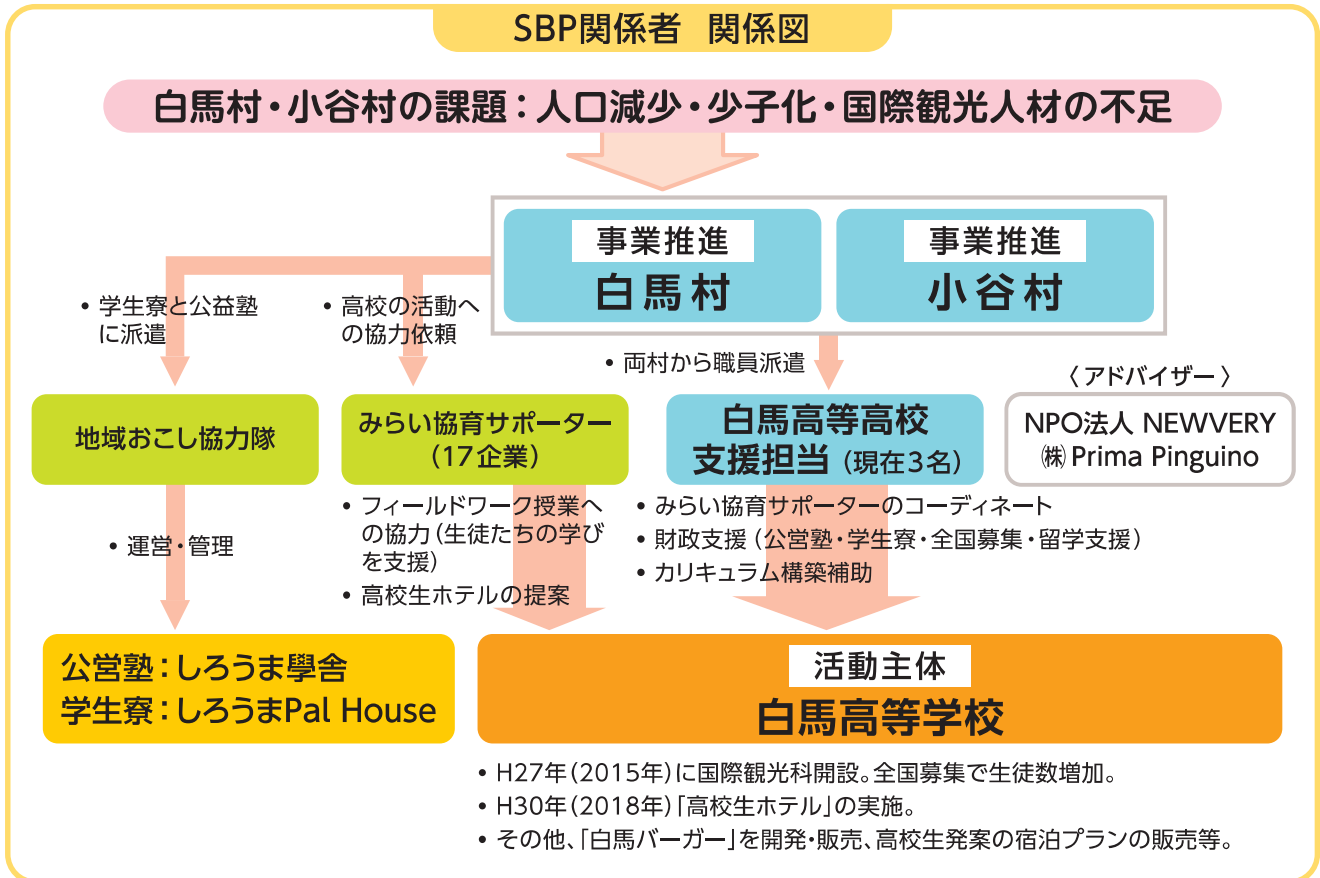 SBP関係者 関係図
白馬村・小谷村の課題：人口減少・少子化・国際観光人材の不足
事業推進
白馬村
事業推進
小谷村
• 学生寮と公益塾
に派遣
• 高校の活動へ
の協力依頼
• 両村から職員派遣
地域おこし協力隊
みらい協育サポーター
（17企業）
白馬高等高校
支援担当（現在3名）
〈アドバイザー〉
NPO法人 NEWVERY
㈱ Prima Pinguino
• 運営・管理
• フィールドワーク授業へ
の協力（生徒たちの学び
を支援）
• 高校生ホテルの提案
• みらい協育サポーターのコーディネート
• 財政支援（公営塾・学生寮・全国募集・留学支援）
• カリキュラム構築補助
公営塾：しろうま學舎
学生寮：しろうまPal House
活動主体
白馬高等学校
• H27年（2015年）に国際観光科開設。全国募集で生徒数増加。
• H30年（2018年）「高校生ホテル」の実施。
• その他、「白馬バーガー」を開発・販売、高校生発案の宿泊プランの販売等。